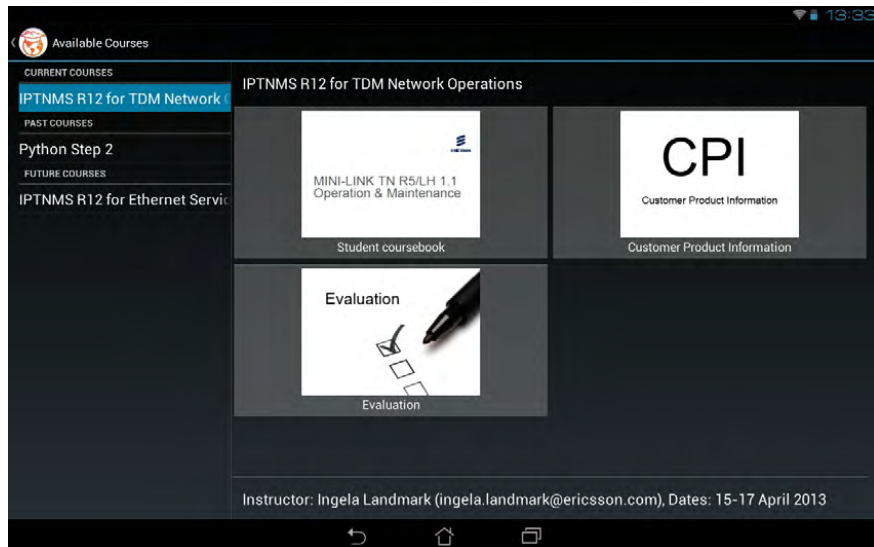 13:33
Available Courses
CURRENT COURSES
IPTNMS R12 for TDM Network
PAST COURSES
Python Step 2
FUTURE COURSES
IPTNMS R12 for Ethernet Servic
IPTNMS R12 for TDM Network Operations
MINI-LINK TN R5/LH 1.1
Operation & Maintenance
Student coursebook
CPI
Customer Product Information
Customer Product Information
Evaluation
Evaluation
Instructor: Ingela Landmark (ingela.landmark@ericsson.com), Dates: 15-17 April 2013